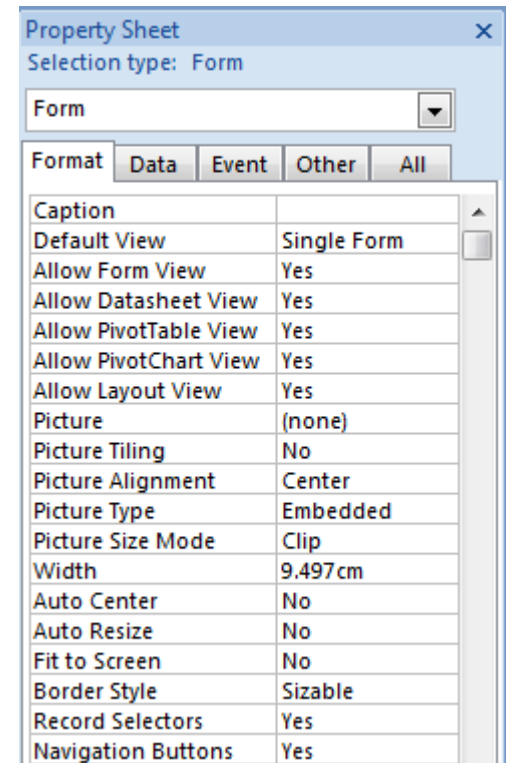 Property Sheet
Selection type: Form
Form
Format Data Event Other All
Caption
Default View Single Form
Allow Form View Yes
Allow Datasheet View Yes
Allow PivotTable View Yes
Allow PivotChart View Yes
Allow Layout View Yes
Picture (none)
Picture Tiling No
Picture Alignment Center
Picture Type Embedded
Picture Size Mode Clip
Width 9.497cm
Auto Center No
Auto Resize No
Fit to Screen No
Border Style Sizable
Record Selectors Yes
Navigation Buttons Yes